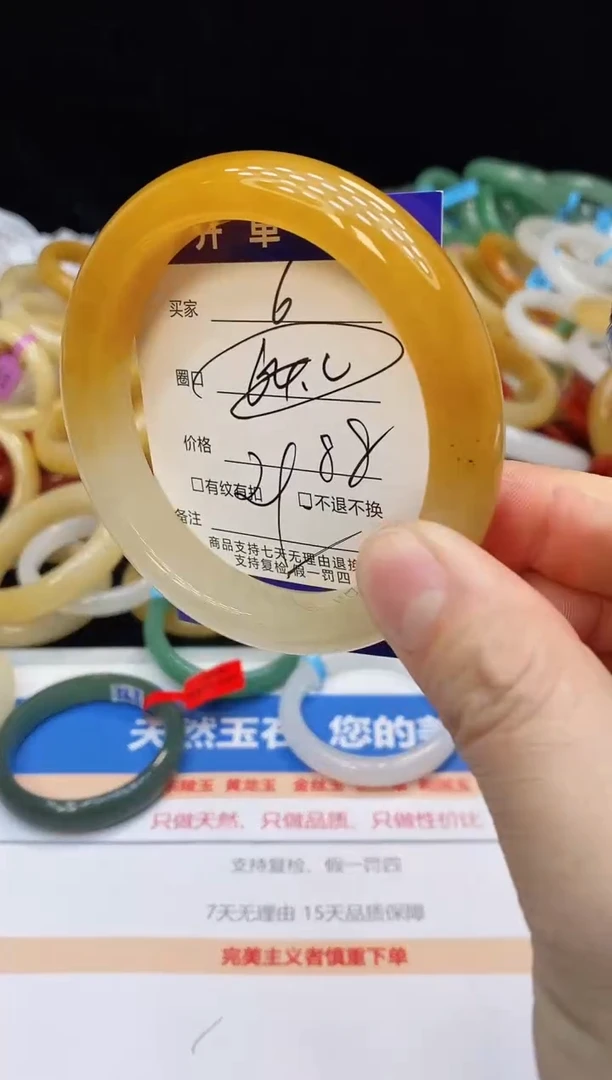 开单
买家 6
圈口
价格 88
□有纹有扣 □不退不换
备注
商品支持七天无理由退换
支持复检 假一罚四
天然玉石 您的
黄龙玉
只做天然、只做品质、只做性价比
支持复检、假一罚四
7天无理由 15天品质保障
完美主义者慎重下单